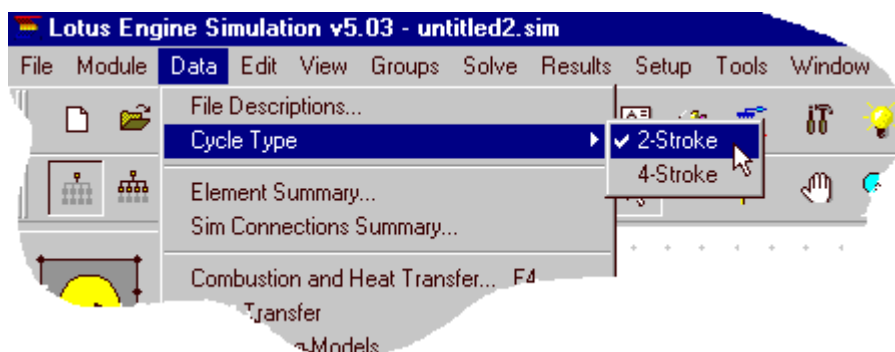 Lotus Engine Simulation v5.03 - untitled2.sim
File Module Data Edit View Groups Solve Results Setup Tools Window
File Descriptions...
Cycle Type
2-Stroke
4-Stroke
Element Summary...
Sim Connections Summary...
Combustion and Heat Transfer... F4
Transfer
Models